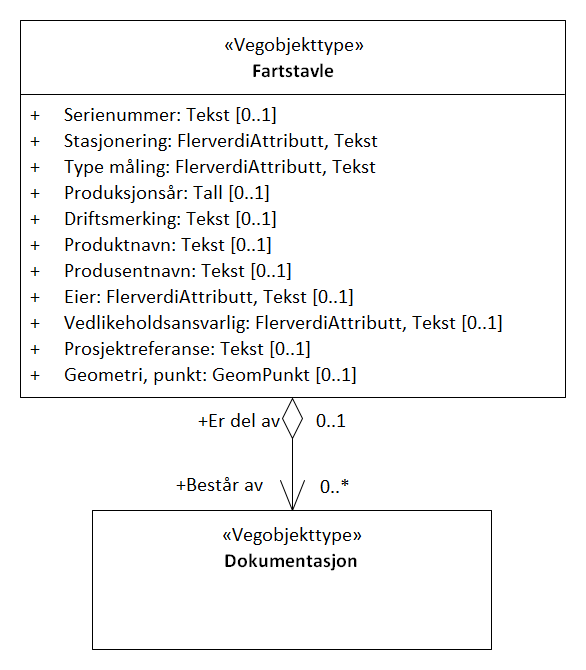 «Vegobjekttype»
Fartstavle
+ Serienummer: Tekst [0..1]
+ Stasjonering: FlerverdiAttributt, Tekst
+ Type måling: FlerverdiAttributt, Tekst
+ Produksjonsår: Tall [0..1]
+ Driftsmerking: Tekst [0..1]
+ Produktnavn: Tekst [0..1]
+ Produsentnavn: Tekst [0..1]
+ Eier: FlerverdiAttributt, Tekst [0..1]
+ Vedlikeholdsansvarlig: FlerverdiAttributt, Tekst [0..1]
+ Prosjektreferanse: Tekst [0..1]
+ Geometri, punkt: GeomPunkt [0..1]
+Er del av 0..1
+Består av 0..*
«Vegobjekttype»
Dokumentasjon